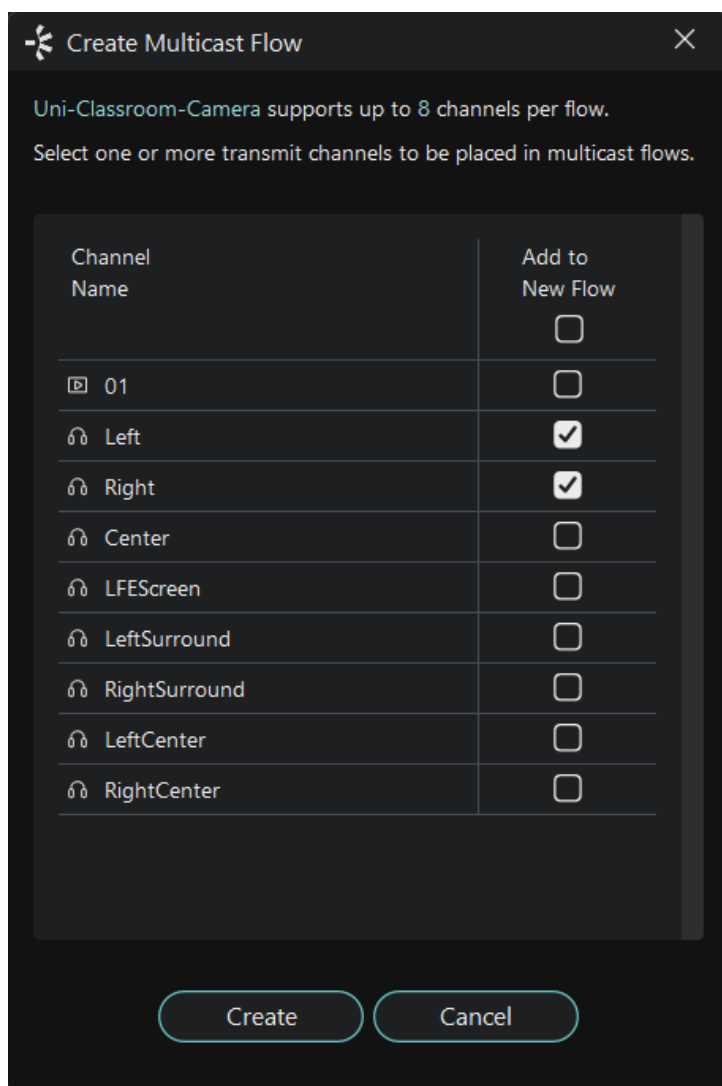 Create Multicast Flow
Uni-Classroom-Camera supports up to 8 channels per flow.
Select one or more transmit channels to be placed in multicast flows.
Channel
Name
Add to
New Flow
01
Left
Right
Center
LFEScreen
LeftSurround
RightSurround
LeftCenter
RightCenter
Create
Cancel